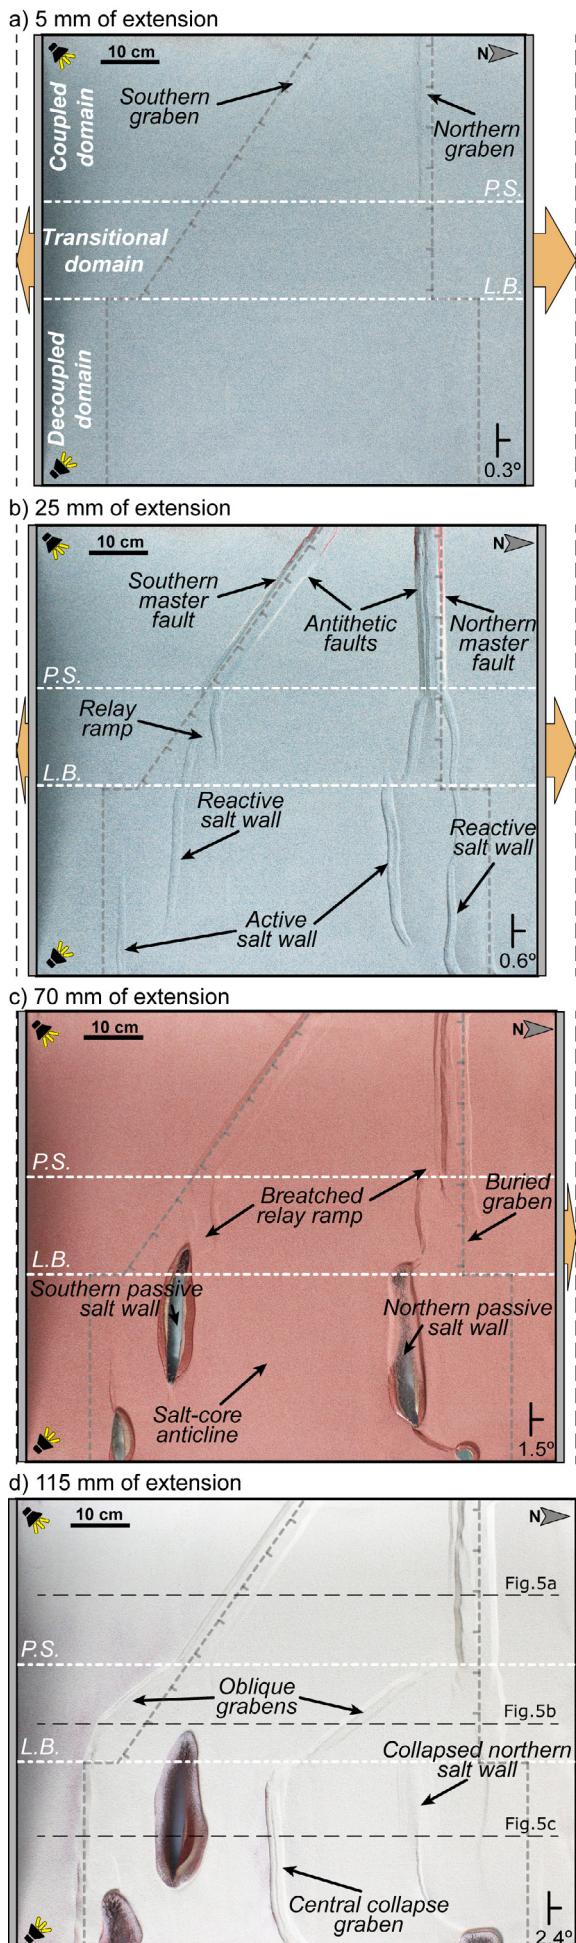 a) 5 mm of extension
10 cm
N
Southern
graben
Northern
graben
Coupled
domain
P.S.
Transitional
domain
L.B.
Decoupled
domain
0.3º
b) 25 mm of extension
10 cm
N
Southern
master
fault
Antithetic
faults
Northern
master
fault
P.S.
Relay
ramp
L.B.
Reactive
salt wall
Reactive
salt wall
Active
salt wall
0.6º
c) 70 mm of extension
10 cm
N
P.S.
Breatched
relay ramp
Buried
graben
L.B.
Southern passive
salt wall
Northern passive
salt wall
Salt-core
anticline
1.5º
d) 115 mm of extension
10 cm
N
Fig.5a
P.S.
Oblique
grabens
Fig.5b
L.B.
Collapsed northern
salt wall
Fig.5c
Central collapse
graben
2.4º